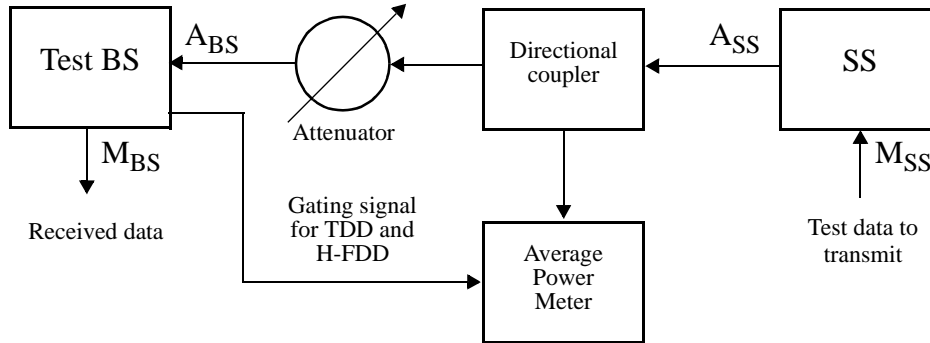 Test BS
A_BS
Attenuator
Directional
coupler
A_SS
SS
M_BS
M_SS
Received data
Gating signal
for TDD and
H-FDD
Average
Power
Meter
Test data to
transmit